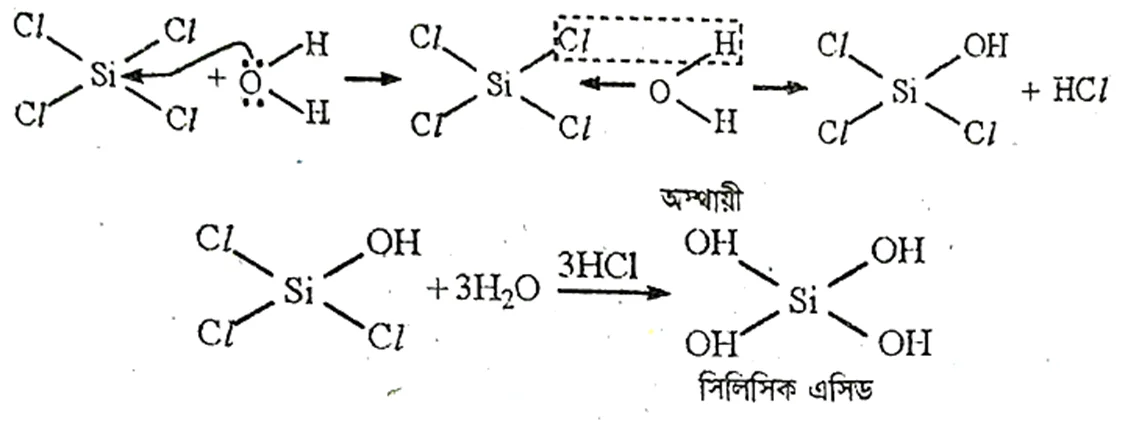 Cl Cl Cl Cl Si + O H H Cl Cl Cl Cl Si O H H Cl Cl Cl Si OH + HCl
অস্থায়ী
Cl Cl Cl Si OH + 3H₂O 3HCl OH OH OH OH Si
সিলিসিক এসিড